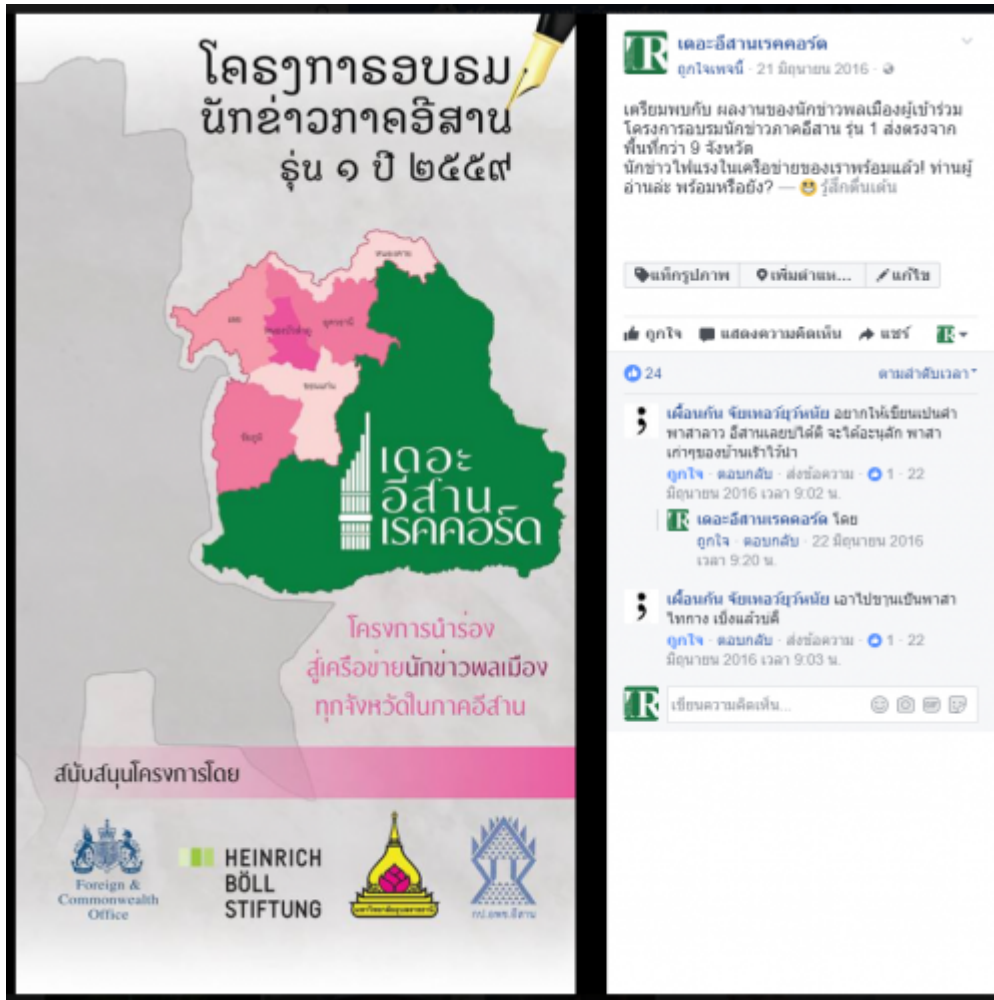 โครงการอบรม
นักข่าวภาคอีสาน
รุ่น ๑ ปี ๒๕๕๙
หนองคาย
เลย
หนองบัวลำภู
อุดรธานี
ขอนแก่น
ชัยภูมิ
เดอะ
อีสาน
เรคคอร์ด
โครงการนำร่อง
สู่เครือข่ายนักข่าวพลเมือง
ทุกจังหวัดในภาคอีสาน
สนับสนุนโครงการโดย
Foreign &
Commonwealth
Office
HEINRICH
BÖLL
STIFTUNG
มหาวิทยาลัยอุบลราชธานี
กป.อพช.อีสาน
เดอะอีสานเรคคอร์ด
ถูกใจเพจนี้ · 21 มิถุนายน 2016 ·
เตรียมพบกับ ผลงานของนักข่าวพลเมืองผู้เข้าร่วม
โครงการอบรมนักข่าวภาคอีสาน รุ่น 1 ส่งตรงจาก
พื้นที่กว่า 9 จังหวัด
นักข่าวไฟแรงในเครือข่ายของเราพร้อมแล้ว! ท่านผู้
อ่านล่ะ พร้อมหรือยัง? — 😀 รู้สึกตื่นเต้น
แท็กรูปภาพ เพิ่มตำแห... แก้ไข
ถูกใจ แสดงความคิดเห็น แชร์
24 ตามลำดับเวลา
อยากให้เขียนเปนคำ
พาสาลาว อีสานเลยบ่ได้ดี จะได้อะนุลัก พาสา
เก่าๆของบ้านเฮาไว้นำ
ถูกใจ · ตอบกลับ · ส่งข้อความ · 1 · 22
มิถุนายน 2016 เวลา 9:02 น.
เดอะอีสานเรคคอร์ด โดย
ถูกใจ · ตอบกลับ · 22 มิถุนายน 2016
เวลา 9:20 น.
ถูกใจ · ตอบกลับ · ส่งข้อความ · 1 · 22
มิถุนายน 2016 เวลา 9:03 น.
เขียนความคิดเห็น...